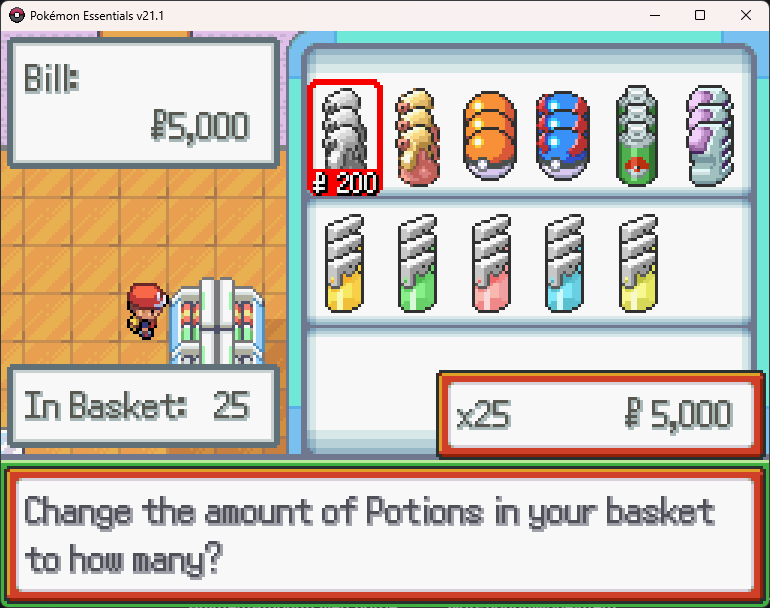 Pokémon Essentials v21.1
Bill:
₽5,000
₽ 200
In Basket: 25
x25 ₽ 5,000
Change the amount of Potions in your basket
to how many?